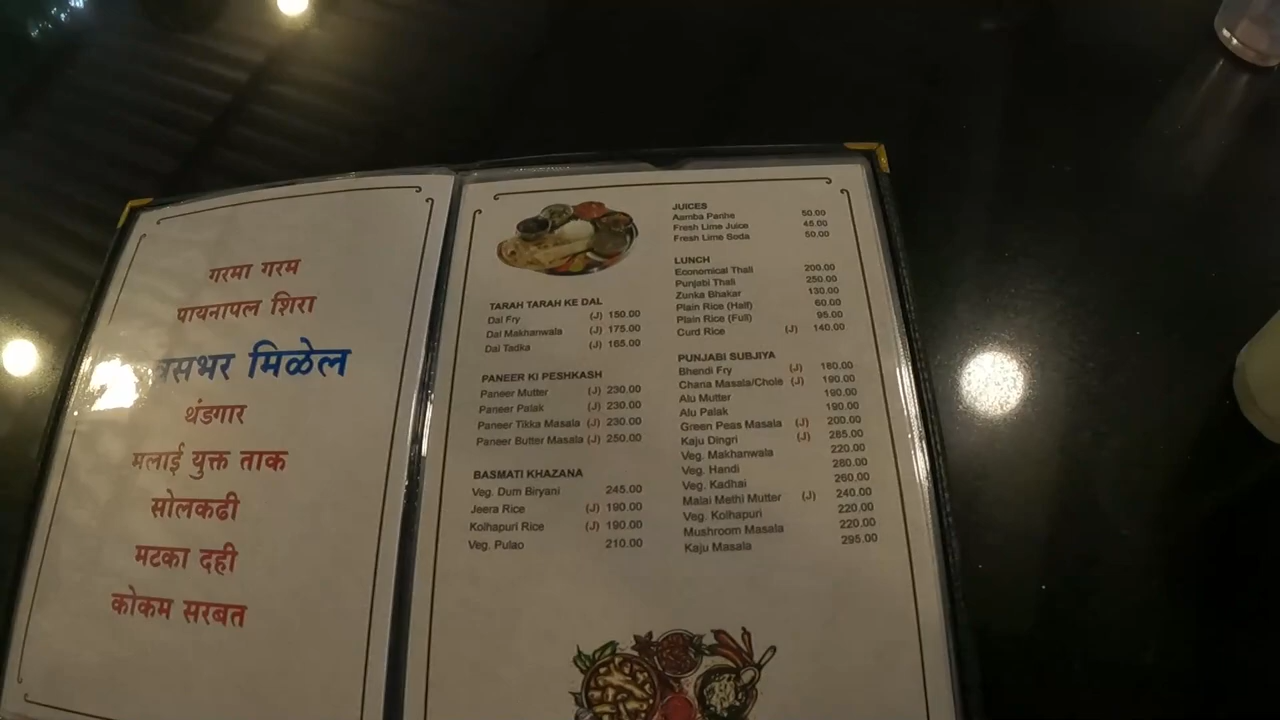 गरमा गरम
पायनापल शिरा
मिळेल
थंडगार
मलाई युक्त ताक
सोलकढी
मटका दही
कोकम सरबत
TARAH TARAH KE DAL
Dal Fry (J) 150.00
Dal Makhanwala (J) 175.00
Dal Tadka (J) 165.00
PANEER KI PESHKASH
Paneer Mutter (J) 230.00
Paneer Palak (J) 230.00
Paneer Tikka Masala (J) 230.00
Paneer Butter Masala (J) 250.00
BASMATI KHAZANA
Veg. Dum Biryani 245.00
Jeera Rice (J) 190.00
Kolhapuri Rice (J) 190.00
Veg. Pulao 210.00
JUICES
Aamba Panhe 50.00
Fresh Lime Juice 45.00
Fresh Lime Soda 50.00
LUNCH
Economical Thali 200.00
Punjabi Thali 250.00
Zunka Bhakar 130.00
Plain Rice (Half) 60.00
Plain Rice (Full) 95.00
Curd Rice (J) 140.00
PUNJABI SUBJIYA
Bhendi Fry (J) 180.00
Chana Masala/Chole (J) 190.00
Alu Mutter 190.00
Alu Palak 190.00
Green Peas Masala (J) 200.00
Kaju Dingri (J) 285.00
Veg. Makhanwala 220.00
Veg. Handi 280.00
Veg. Kadhai 260.00
Malai Methi Mutter (J) 240.00
Veg. Kolhapuri 220.00
Mushroom Masala 220.00
Kaju Masala 295.00